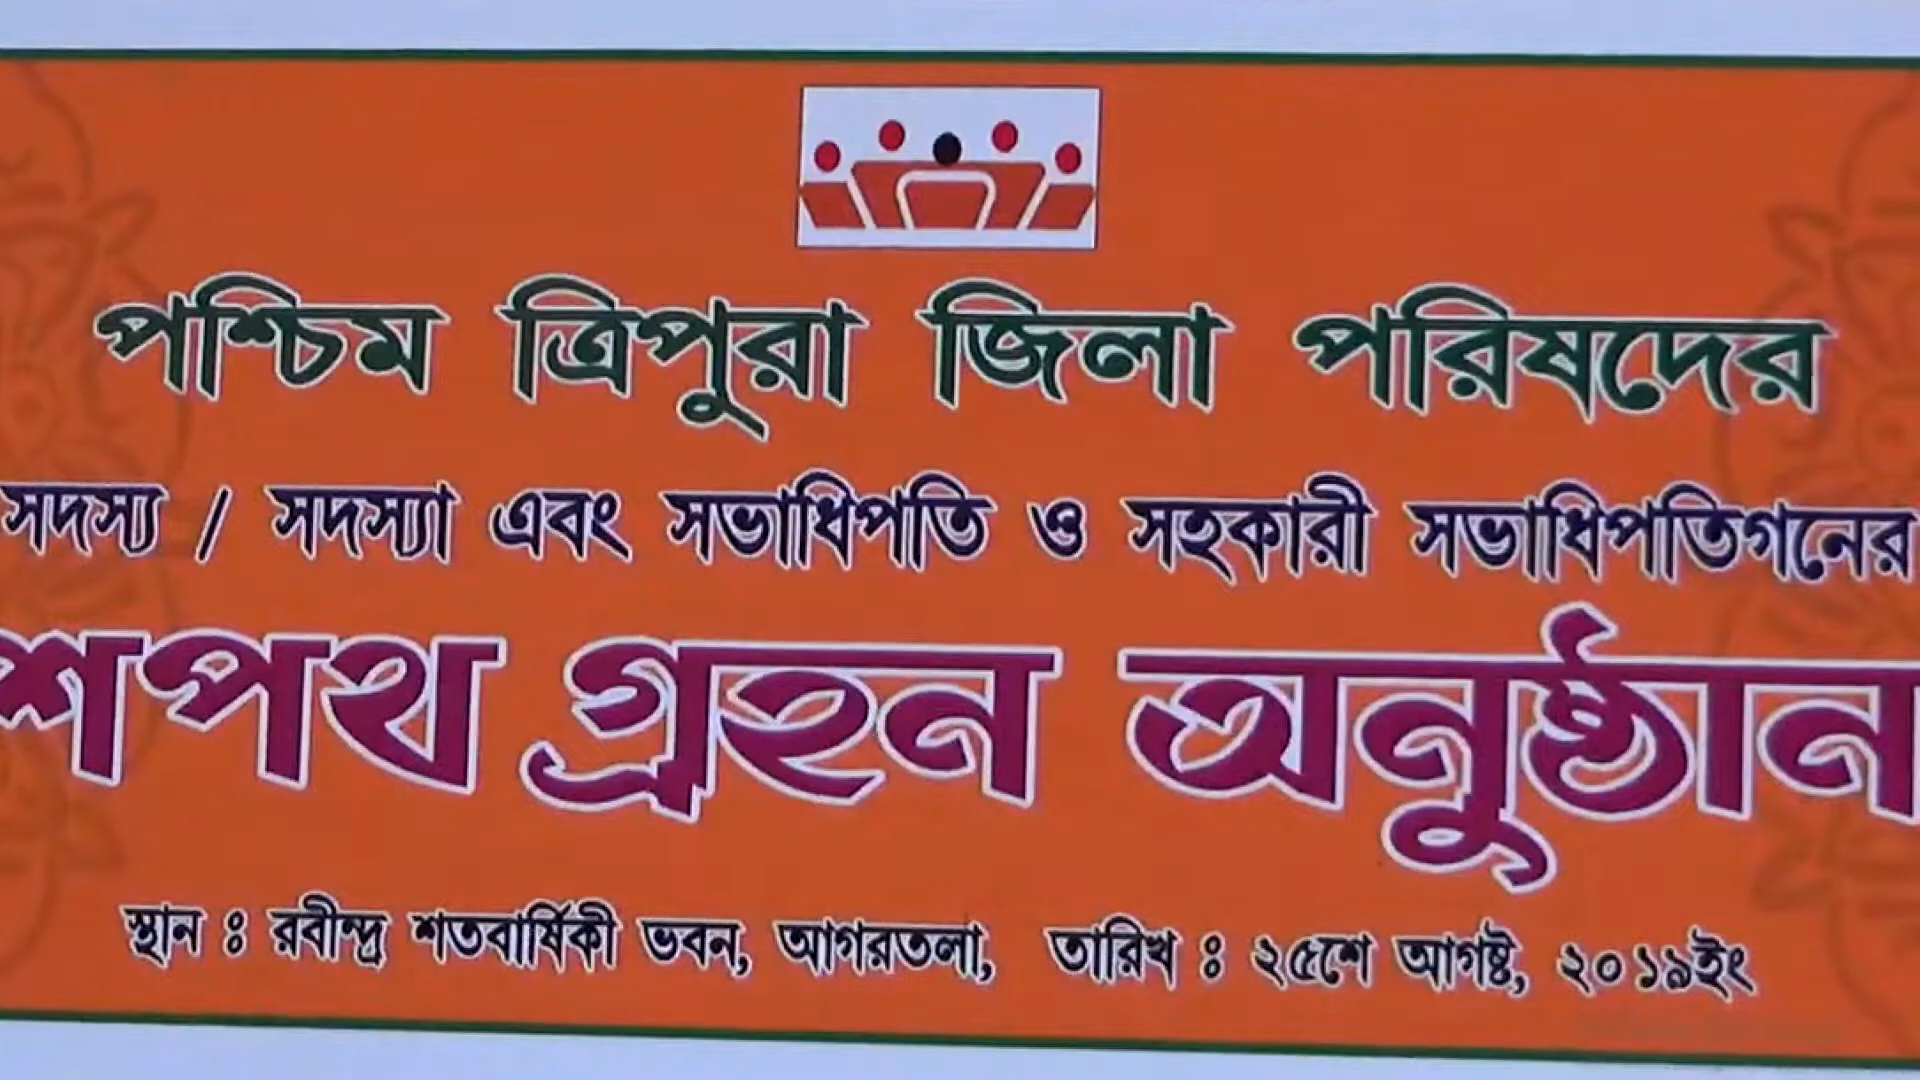 পশ্চিম ত্রিপুরা জিলা পরিষদের
সদস্য / সদস্যা এবং সভাধিপতি ও সহকারী সভাধিপতিগনের
শপথ গ্রহন অনুষ্ঠান
স্থান ঃ রবীন্দ্র শতবার্ষিকী ভবন, আগরতলা, তারিখ ঃ ২৫শে আগষ্ট, ২০১৯ইং